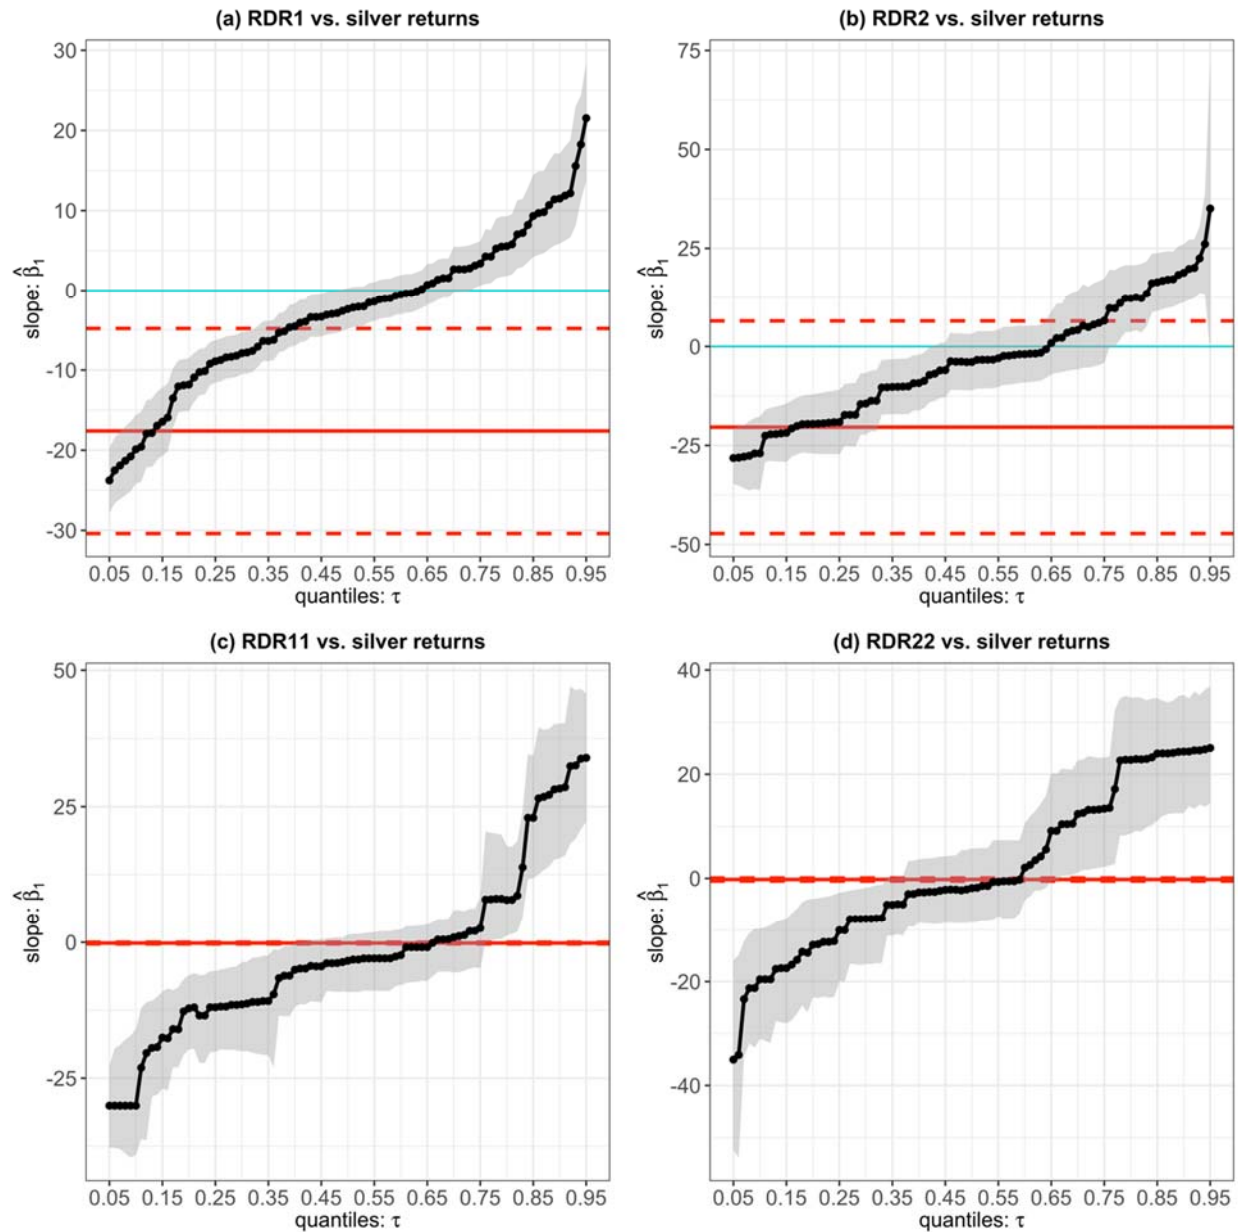 (a) RDR1 vs. silver returns
30
20
10
0
-10
-20
-30
slope: β̂₁
0.05 0.15 0.25 0.35 0.45 0.55 0.65 0.75 0.85 0.95
quantiles: τ
(b) RDR2 vs. silver returns
75
50
25
0
-25
-50
slope: β̂₁
0.05 0.15 0.25 0.35 0.45 0.55 0.65 0.75 0.85 0.95
quantiles: τ
(c) RDR11 vs. silver returns
50
25
0
-25
slope: β̂₁
0.05 0.15 0.25 0.35 0.45 0.55 0.65 0.75 0.85 0.95
quantiles: τ
(d) RDR22 vs. silver returns
40
20
0
-20
-40
slope: β̂₁
0.05 0.15 0.25 0.35 0.45 0.55 0.65 0.75 0.85 0.95
quantiles: τ